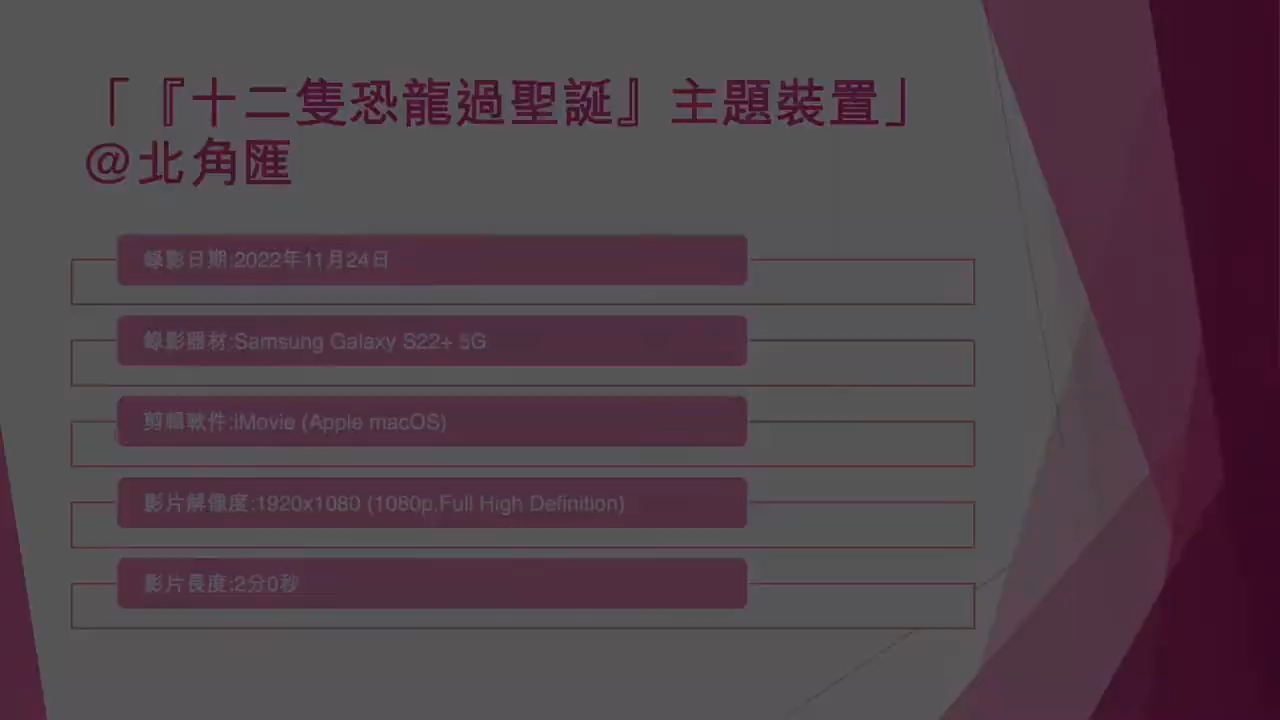 「『十二隻恐龍過聖誕』主題裝置」
@北角匯
錄影日期:2022年11月24日
錄影器材:Samsung Galaxy S22+ 5G
剪輯軟件:iMovie (Apple macOS)
影片解像度:1920x1080 (1080p,Full High Definition)
影片長度:2分0秒